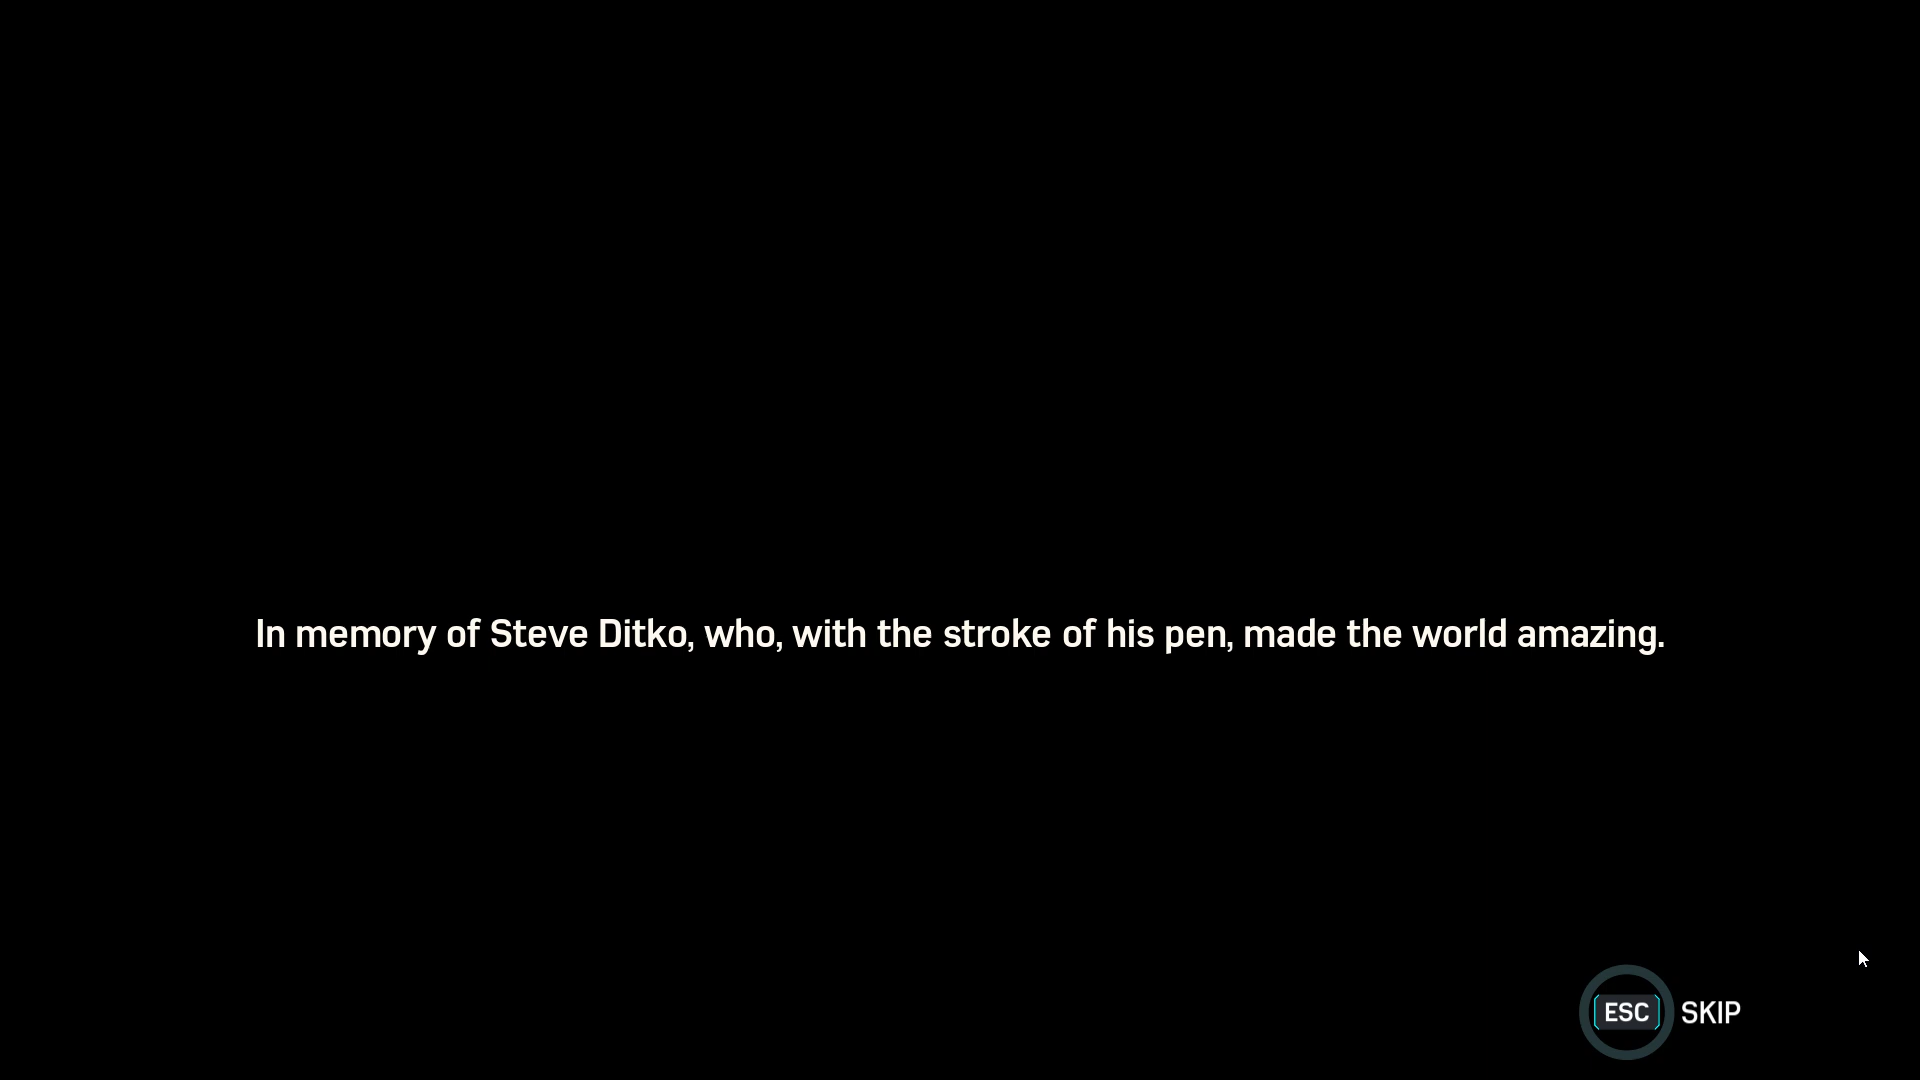 In memory of Steve Ditko, who, with the stroke of his pen, made the world amazing.
ESC SKIP